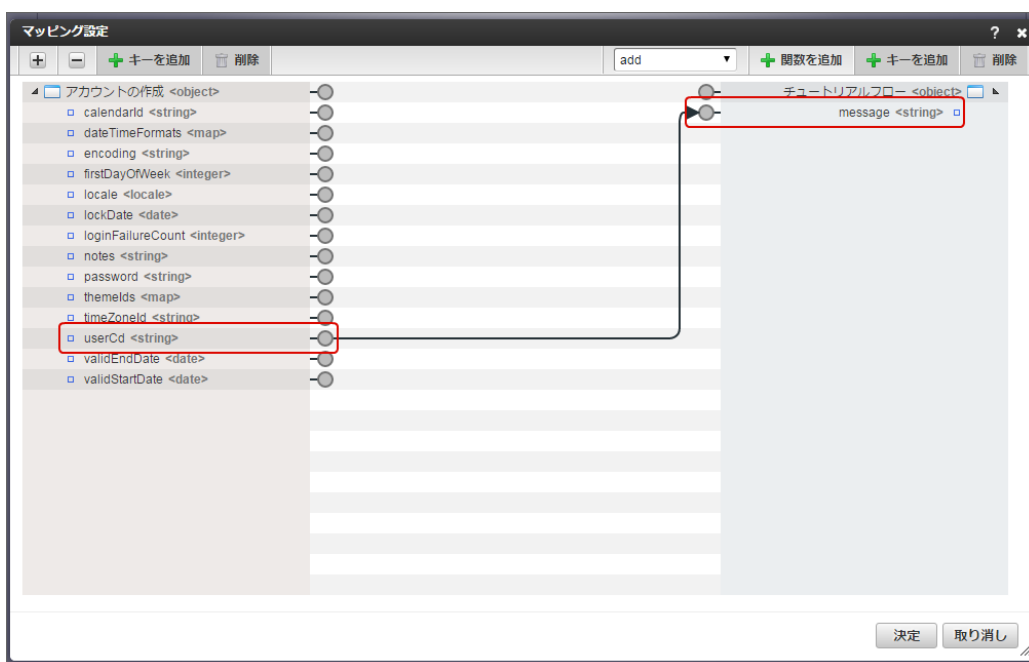 マッピング設定
? ×
+ - キーを追加 削除 add ▼ 関数を追加 キーを追加 削除
アカウントの作成 <object>
calendarId <string>
dateTimeFormats <map>
encoding <string>
firstDayOfWeek <integer>
locale <locale>
lockDate <date>
loginFailureCount <integer>
notes <string>
password <string>
themeIds <map>
timeZoneId <string>
userCd <string>
validEndDate <date>
validStartDate <date>
チュートリアルフロー <object>
message <string>
決定 取り消し